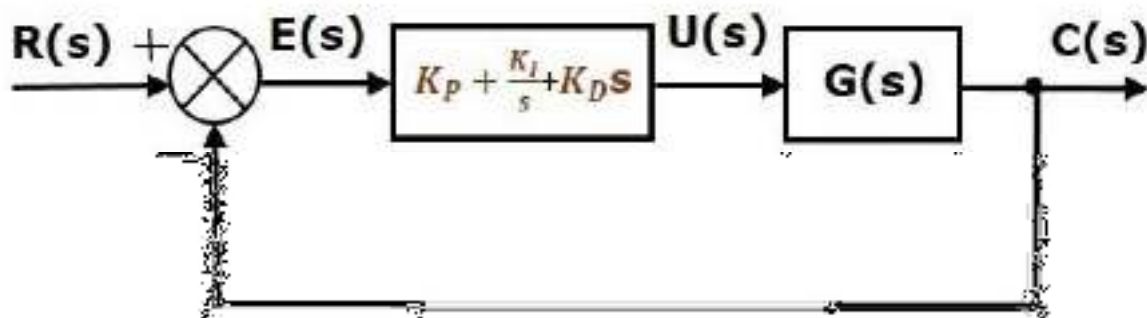 R(s) + E(s) U(s) C(s)
K_P + K_I/s +K_D s G(s)